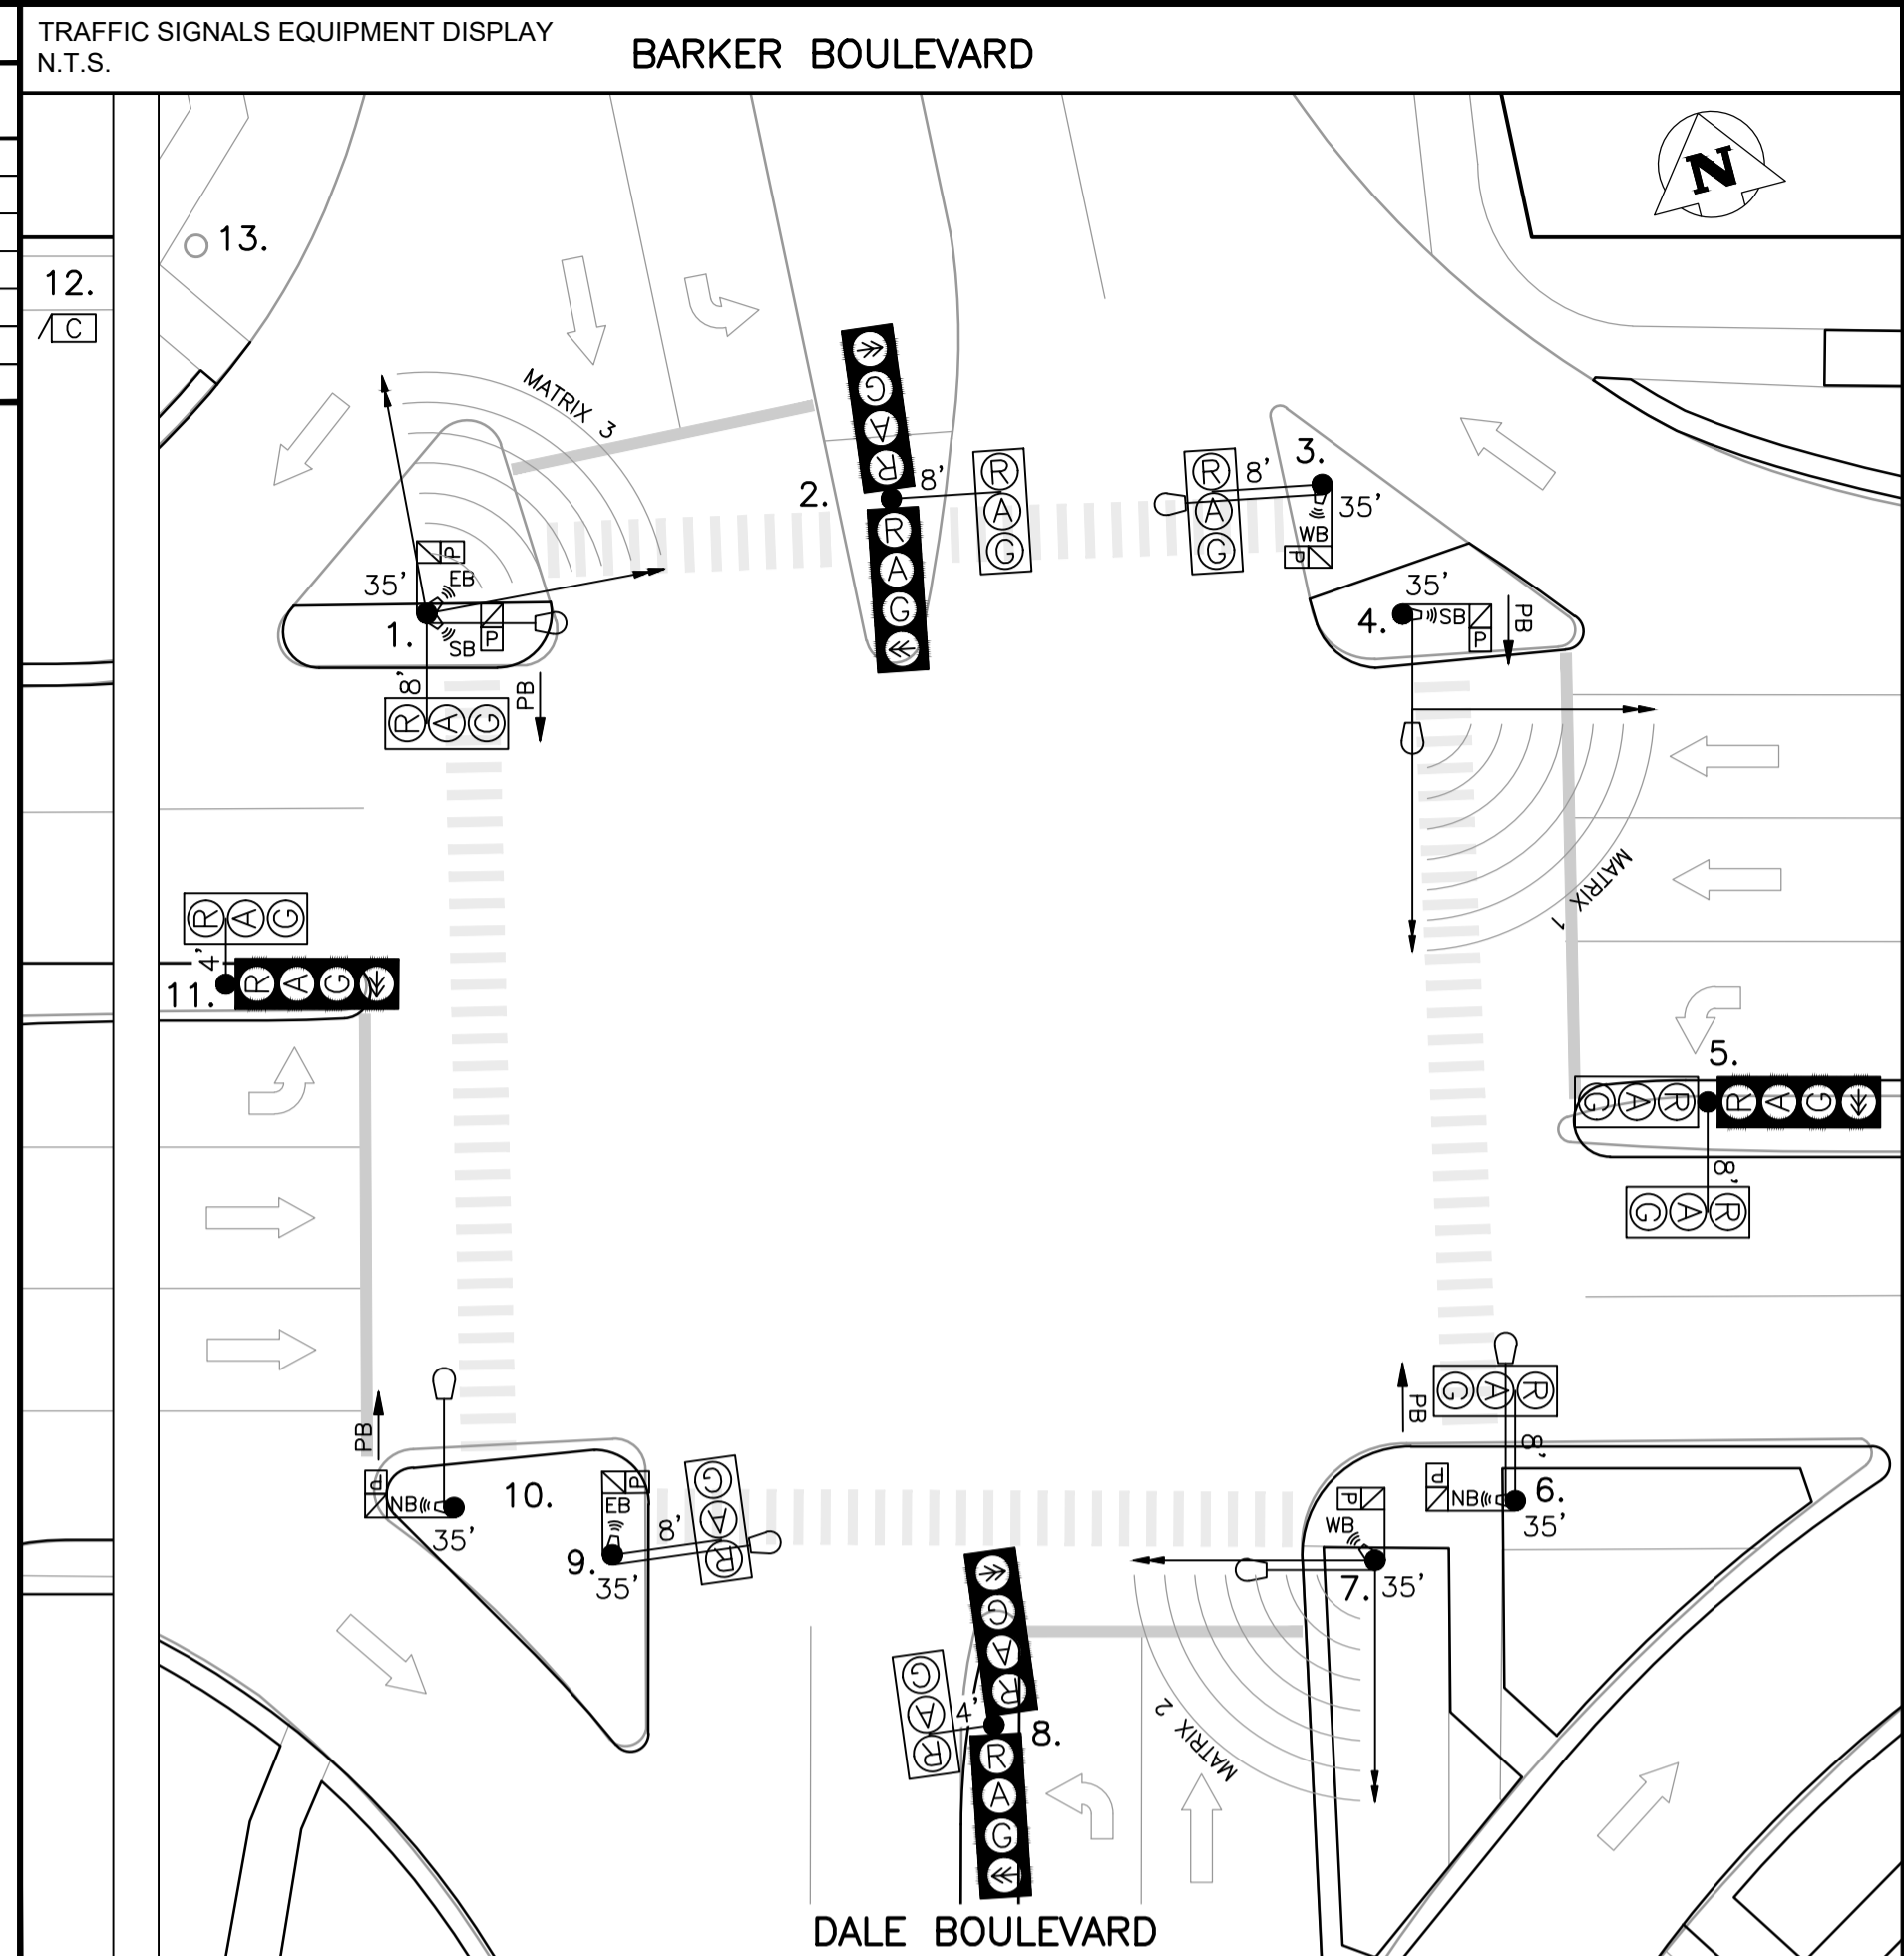 TRAFFIC SIGNALS EQUIPMENT DISPLAY
N.T.S.
BARKER BOULEVARD
N
13.
12.
C
MATRIX 3
2.
8'
R A G
G A R
R A G
R A G
8'
3.
35'
WB
P
P
EB
35'
1.
SB
P
8'
R A G
PB
35'
4.
SB
P
PB
MATRIX 1
R A G
4'
11.
R A G
5.
R A G
R A G
8'
R A G
PB
P
NB
35'
10.
P
EB
9.
35'
8'
R A G
PB
R A G
8'
P
NB
6.
35'
P
WB
7.
35'
R A G
R A G
4'
8.
R A G
MATRIX 2
DALE BOULEVARD